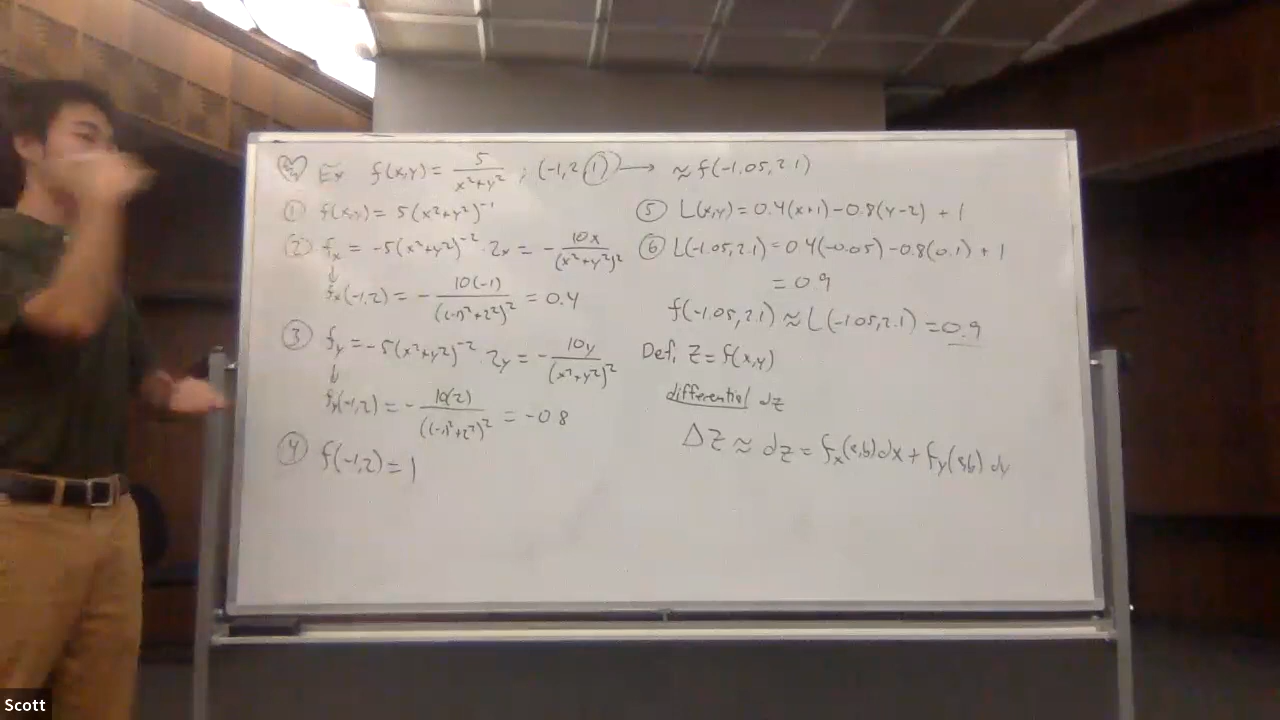 Ex f(x,y) = 5/(x²+y²) ; (-1,2,1) → ≈ f(-1.05,2.1)
① f(x,y) = 5(x²+y²)⁻¹
② fx = -5(x²+y²)⁻² · 2x = - 10x/(x²+y²)²
↓
fx(-1,2) = - 10(-1)/((-1)²+2²)² = 0.4
③ fy = -5(x²+y²)⁻² · 2y = - 10y/(x²+y²)²
↓
fy(-1,2) = - 10(2)/((-1)²+2²)² = -0.8
④ f(-1,2) = 1
⑤ L(x,y) = 0.4(x+1) - 0.8(y-2) + 1
⑥ L(-1.05,2.1) = 0.4(-0.05) - 0.8(0.1) + 1
= 0.9
f(-1.05,2.1) ≈ L(-1.05,2.1) = 0.9
Def: z = f(x,y)
differential dz
Δz ≈ dz = fx(a,b)dx + fy(a,b) dy
Scott